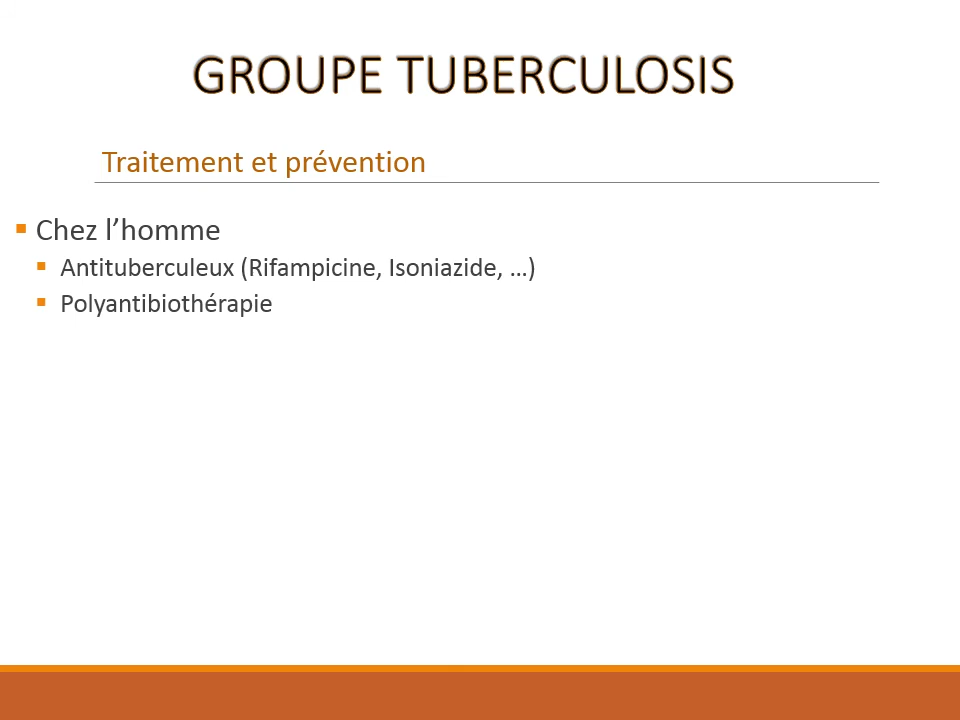 GROUPE TUBERCULOSIS
Traitement et prévention
Chez l’homme
Antituberculeux (Rifampicine, Isoniazide, …)
Polyantibiothérapie